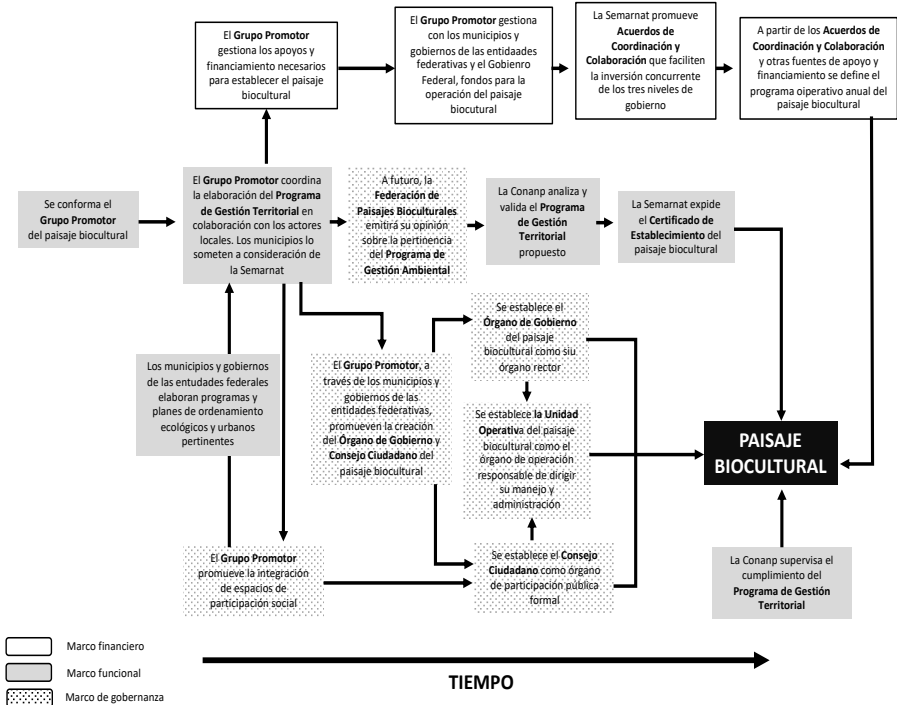 El Grupo Promotor
gestiona los apoyos y
financiamiento necesarios
para establecer el paisaje
biocultural
El Grupo Promotor gestiona
con los municipios y
gobiernos de las entidaades
federativas y el Gobienro
Federal, fondos para la
operación del paisaje
biocutural
La Semarnat promueve
Acuerdos de
Coordinación y
Colaboración que faciliten
la inversión concurrente
de los tres niveles de
gobierno
A partir de los Acuerdos de
Coordinación y Colaboración
y otras fuentes de apoyo y
financiamiento se define el
programa oiperativo anual del
paisaje biocultural
Se conforma el
Grupo Promotor
del paisaje biocultural
El Grupo Promotor coordina
la elaboración del Programa
de Gestión Territorial en
colaboración con los actores
locales. Los municipios lo
someten a consideración de
la Semarnat
A futuro, la
Federación de
Paisajes Bioculturales
emitirá su opinión
sobre la pertinencia
del Programa de
Gestión Ambiental
La Conanp analiza y
valida el Programa
de Gestión
Territorial
propuesto
La Semarnat expide
el Certificado de
Establecimiento del
paisaje biocultural
Los municipios y gobiernos
de las entudades federales
elaboran programas y
planes de ordenamiento
ecológicos y urbanos
pertinentes
El Grupo Promotor, a
través de los municipios y
gobiernos de las
entidades federativas,
promueven la creación
del Órgano de Gobierno y
Consejo Ciudadano del
paisaje biocultural
Se establece el
Órgano de Gobierno
del paisaje
biocultural como siu
órgano rector
Se establece la Unidad
Operativa del paisaje
biocultural como el
órgano de operación
responsable de dirigir
su manejo y
administración
PAISAJE
BIOCULTURAL
El Grupo Promotor
promueve la integración
de espacios de
participación social
Se establece el Consejo
Ciudadano como órgano
de participación pública
formal
La Conanp supervisa el
cumplimiento del
Programa de Gestión
Territorial
Marco financiero
Marco funcional
Marco de gobernanza
TIEMPO